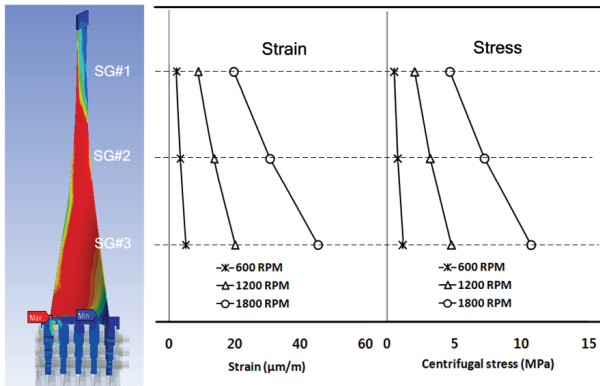 SG#1
SG#2
SG#3
Max
Min
Strain
600 RPM
1200 RPM
1800 RPM
0 20 40 60
Strain (µm/m)
Stress
600 RPM
1200 RPM
1800 RPM
0 5 10 15
Centrifugal stress (MPa)